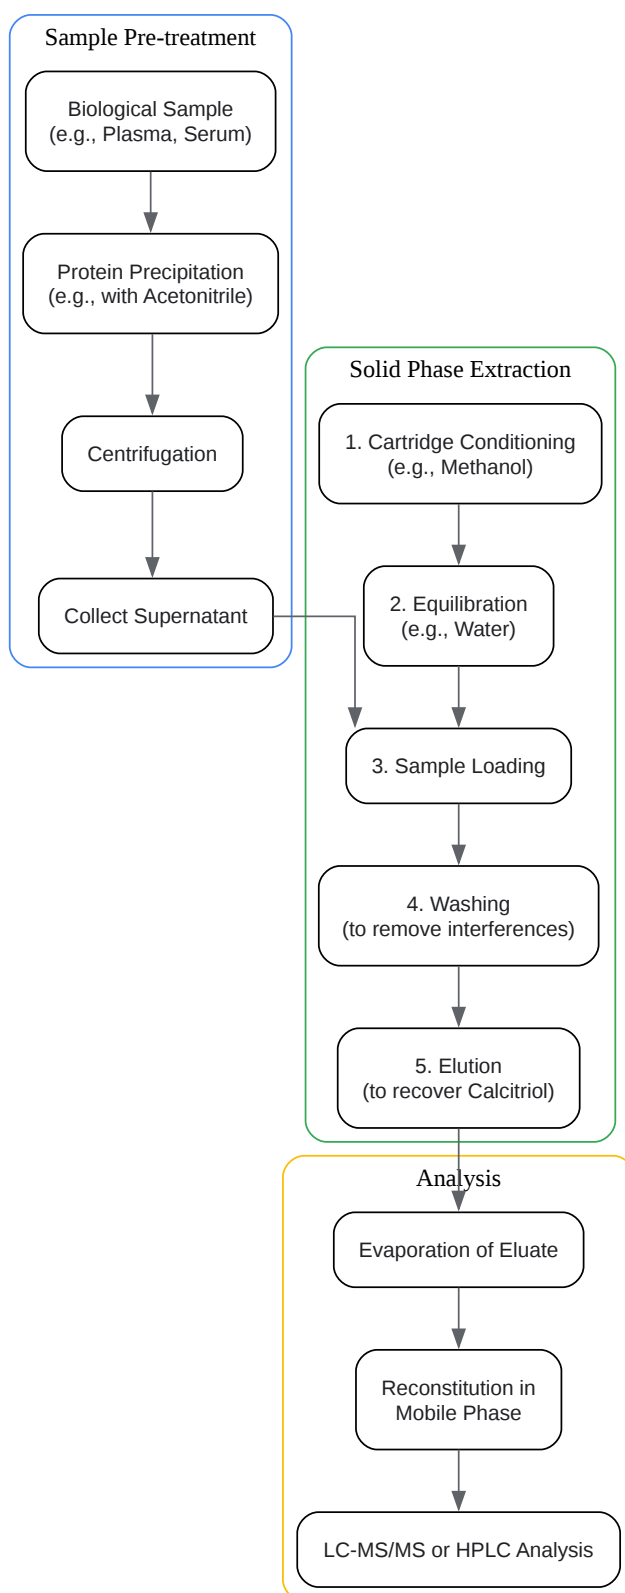 Sample Pre-treatment
Biological Sample
(e.g., Plasma, Serum)
Protein Precipitation
(e.g., with Acetonitrile)
Centrifugation
Collect Supernatant
Solid Phase Extraction
1. Cartridge Conditioning
(e.g., Methanol)
2. Equilibration
(e.g., Water)
3. Sample Loading
4. Washing
(to remove interferences)
5. Elution
(to recover Calcitriol)
Analysis
Evaporation of Eluate
Reconstitution in
Mobile Phase
LC-MS/MS or HPLC Analysis